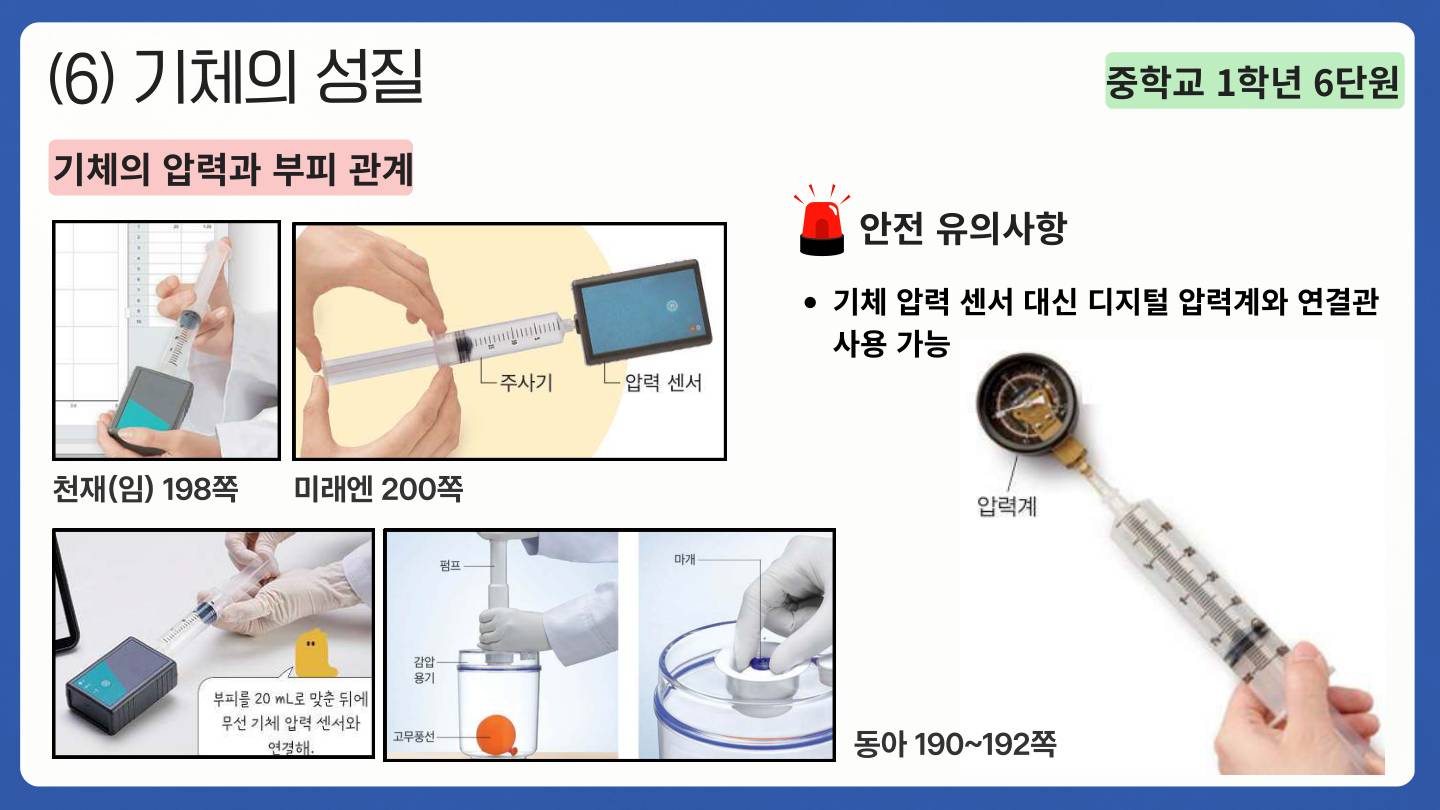 (6) 기체의 성질
중학교 1학년 6단원
기체의 압력과 부피 관계
주사기
압력 센서
천재(임) 198쪽
미래엔 200쪽
부피를 20 mL로 맞춘 뒤에
무선 기체 압력 센서와
연결해.
펌프
감압
용기
고무풍선
마개
동아 190~192쪽
안전 유의사항
• 기체 압력 센서 대신 디지털 압력계와 연결관
사용 가능
압력계